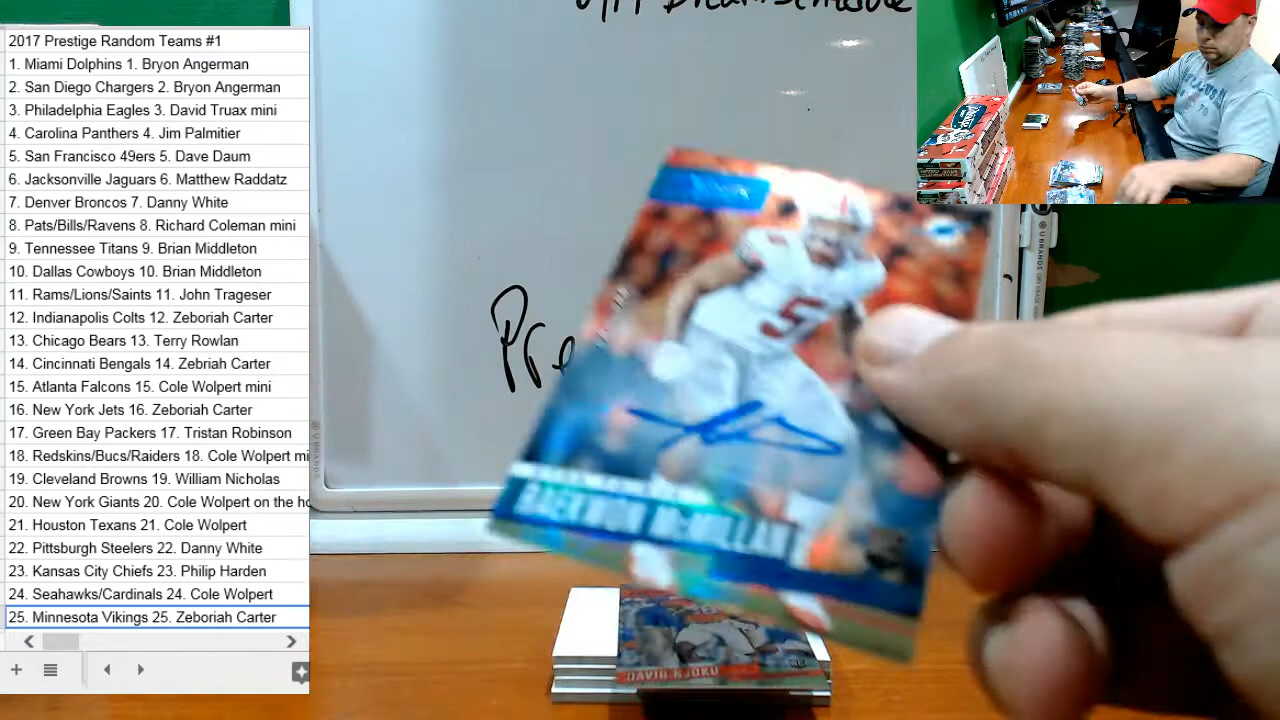 2017 Prestige Random Teams #1
1. Miami Dolphins 1. Bryon Angerman
2. San Diego Chargers 2. Bryon Angerman
3. Philadelphia Eagles 3. David Truax mini
4. Carolina Panthers 4. Jim Palmitier
5. San Francisco 49ers 5. Dave Daum
6. Jacksonville Jaguars 6. Matthew Raddatz
7. Denver Broncos 7. Danny White
8. Pats/Bills/Ravens 8. Richard Coleman mini
9. Tennessee Titans 9. Brian Middleton
10. Dallas Cowboys 10. Brian Middleton
11. Rams/Lions/Saints 11. John Trageser
12. Indianapolis Colts 12. Zeboriah Carter
13. Chicago Bears 13. Terry Rowlan
14. Cincinnati Bengals 14. Zebriah Carter
15. Atlanta Falcons 15. Cole Wolpert mini
16. New York Jets 16. Zeboriah Carter
17. Green Bay Packers 17. Tristan Robinson
18. Redskins/Bucs/Raiders 18. Cole Wolpert mi
19. Cleveland Browns 19. William Nicholas
20. New York Giants 20. Cole Wolpert on the ho
21. Houston Texans 21. Cole Wolpert
22. Pittsburgh Steelers 22. Danny White
23. Kansas City Chiefs 23. Philip Harden
24. Seahawks/Cardinals 24. Cole Wolpert
25. Minnesota Vikings 25. Zeboriah Carter
Pre
5
RAEKWON McMILLAN
DAVID NJOKU
U BRANDS